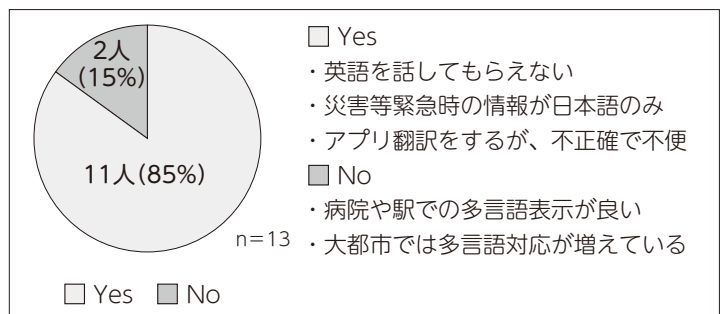 2人
(15%)
11人(85%)
n=13
Yes No
Yes
・英語を話してもらえない
・災害等緊急時の情報が日本語のみ
・アプリ翻訳をするが、不正確で不便
No
・病院や駅での多言語表示が良い
・大都市では多言語対応が増えている